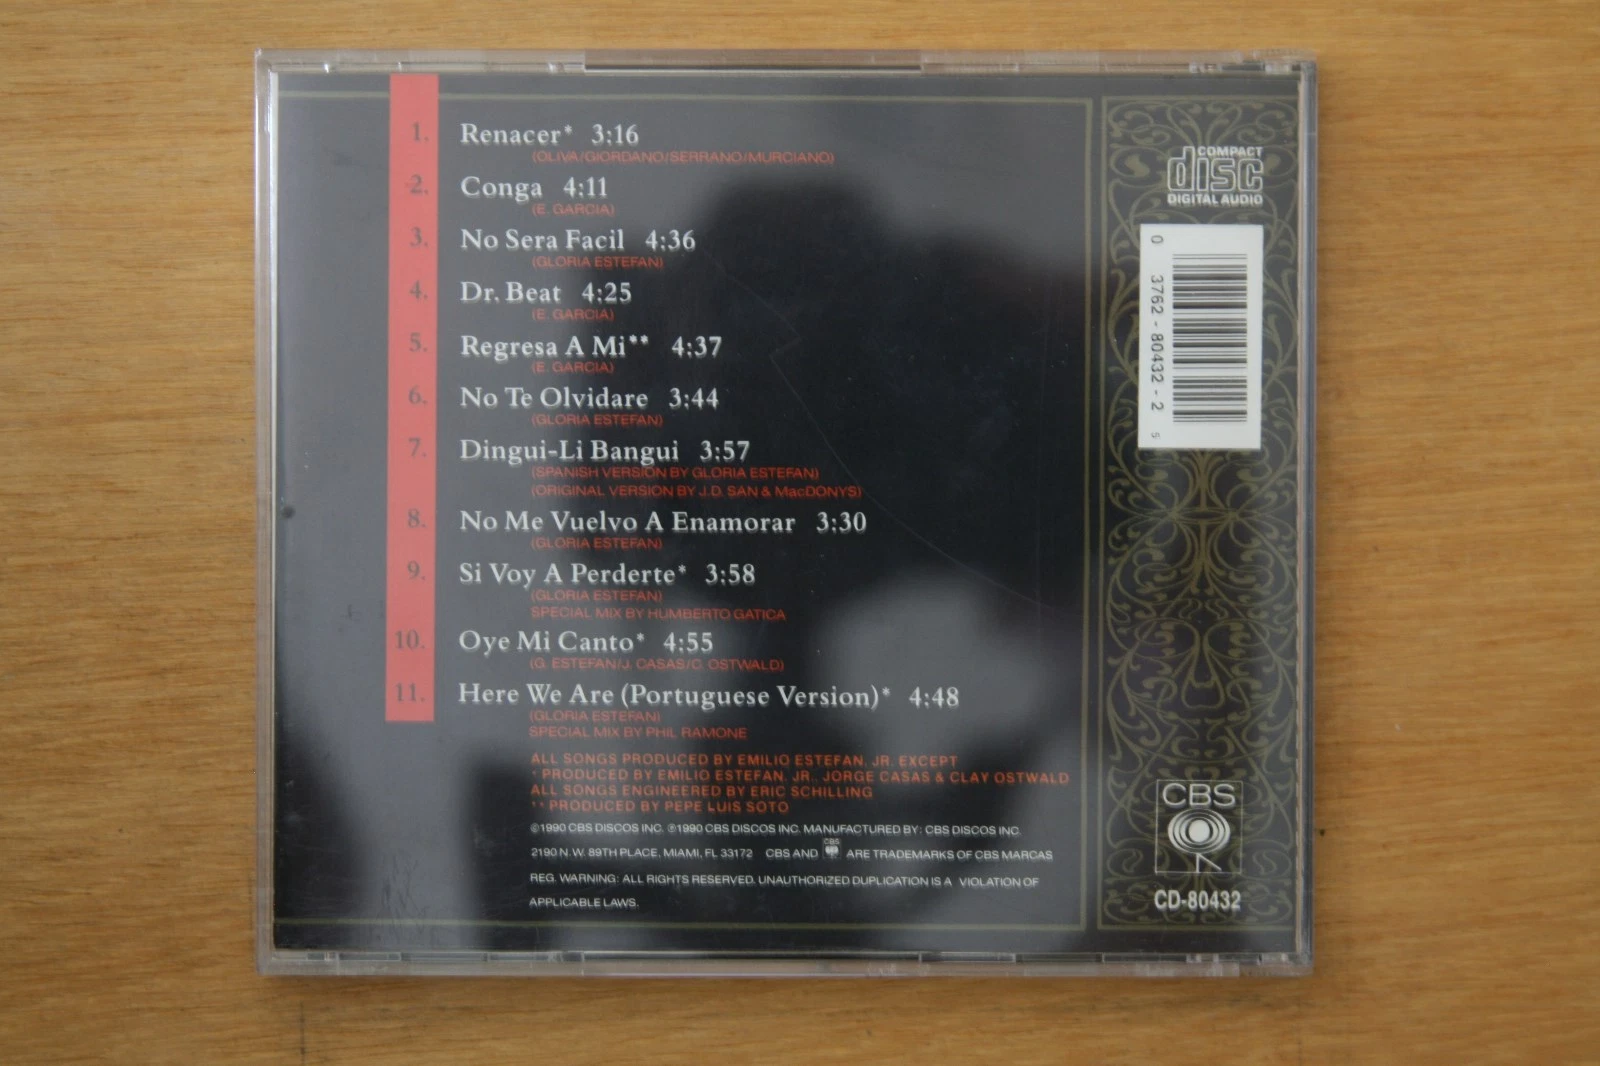 1. Renacer* 3:16
(OLIVA/GIORDANO/SERRANO/MURCIANO)
2. Conga 4:11
(E. GARCIA)
3. No Sera Facil 4:36
(GLORIA ESTEFAN)
4. Dr. Beat 4:25
(E. GARCIA)
5. Regresa A Mi** 4:37
(E. GARCIA)
6. No Te Olvidare 3:44
(GLORIA ESTEFAN)
7. Dingui-Li Bangui 3:57
(SPANISH VERSION BY GLORIA ESTEFAN)
(ORIGINAL VERSION BY J.D. SAN & MacDONYS)
8. No Me Vuelvo A Enamorar 3:30
(GLORIA ESTEFAN)
9. Si Voy A Perderte* 3:58
(GLORIA ESTEFAN)
SPECIAL MIX BY HUMBERTO GATICA
10. Oye Mi Canto* 4:55
(G. ESTEFAN/J. CASAS/C. OSTWALD)
11. Here We Are (Portuguese Version)* 4:48
(GLORIA ESTEFAN)
SPECIAL MIX BY PHIL RAMONE
ALL SONGS PRODUCED BY EMILIO ESTEFAN, JR. EXCEPT
* PRODUCED BY EMILIO ESTEFAN, JR., JORGE CASAS & CLAY OSTWALD
ALL SONGS ENGINEERED BY ERIC SCHILLING
** PRODUCED BY PEPE LUIS SOTO
©1990 CBS DISCOS INC. ℗1990 CBS DISCOS INC. MANUFACTURED BY: CBS DISCOS INC.
2190 N.W. 89TH PLACE, MIAMI, FL 33172 CBS AND CBS ARE TRADEMARKS OF CBS MARCAS
REG. WARNING: ALL RIGHTS RESERVED. UNAUTHORIZED DUPLICATION IS A VIOLATION OF
APPLICABLE LAWS.
COMPACT
disc
DIGITAL AUDIO
0 3762-80432-2 5
CBS
CD-80432